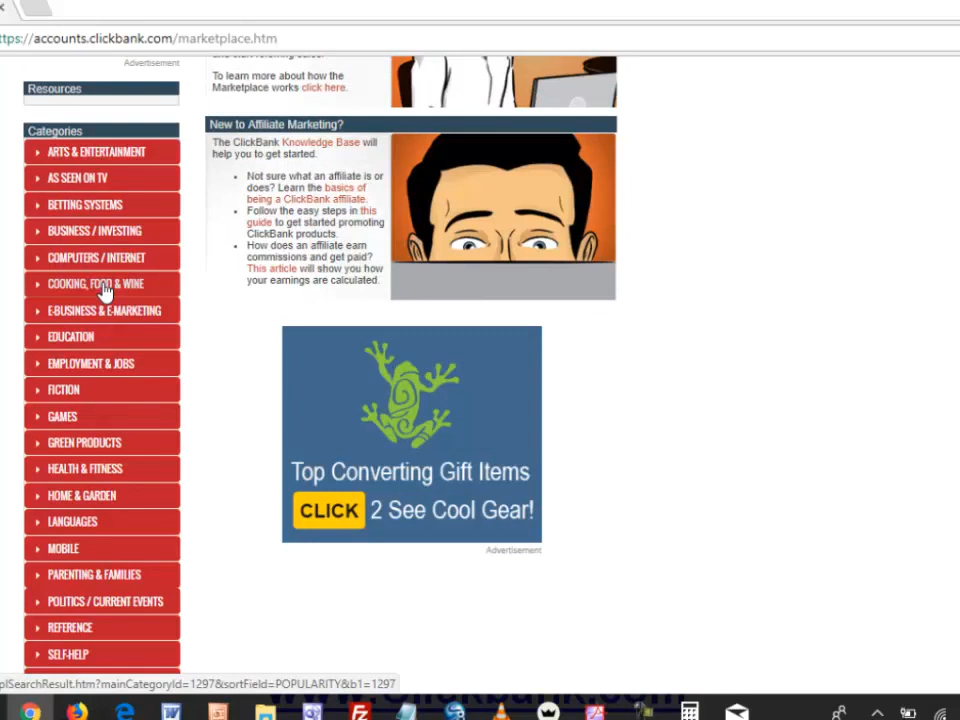 ttps://accounts.clickbank.com/marketplace.htm
Advertisement
Resources
To learn more about how the
Marketplace works click here.
Categories
ARTS & ENTERTAINMENT
AS SEEN ON TV
BETTING SYSTEMS
BUSINESS / INVESTING
COMPUTERS / INTERNET
COOKING, FOOD & WINE
E-BUSINESS & E-MARKETING
EDUCATION
EMPLOYMENT & JOBS
FICTION
GAMES
GREEN PRODUCTS
HEALTH & FITNESS
HOME & GARDEN
LANGUAGES
MOBILE
PARENTING & FAMILIES
POLITICS / CURRENT EVENTS
REFERENCE
SELF-HELP
New to Affiliate Marketing?
The ClickBank Knowledge Base will
help you to get started.
• Not sure what an affiliate is or
does? Learn the basics of
being a ClickBank affiliate.
• Follow the easy steps in this
guide to get started promoting
ClickBank products.
• How does an affiliate earn
commissions and get paid?
This article will show you how
your earnings are calculated.
Top Converting Gift Items
CLICK 2 See Cool Gear!
Advertisement
plSearchResult.htm?mainCategoryId=1297&sortField=POPULARITY&b1=1297